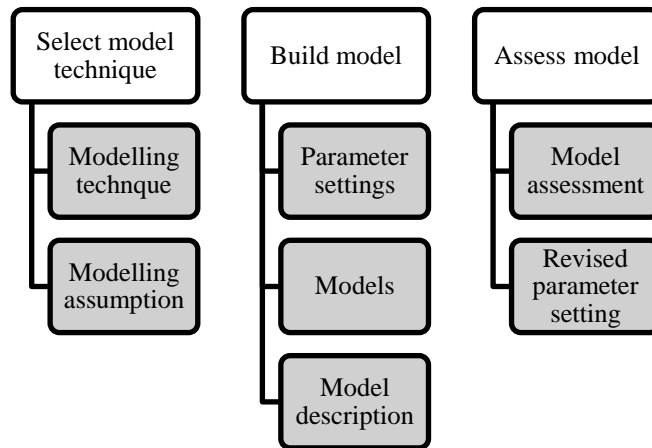 Select model
technique
Modelling
technque
Modelling
assumption
Build model
Parameter
settings
Models
Model
description
Assess model
Model
assessment
Revised
parameter
setting